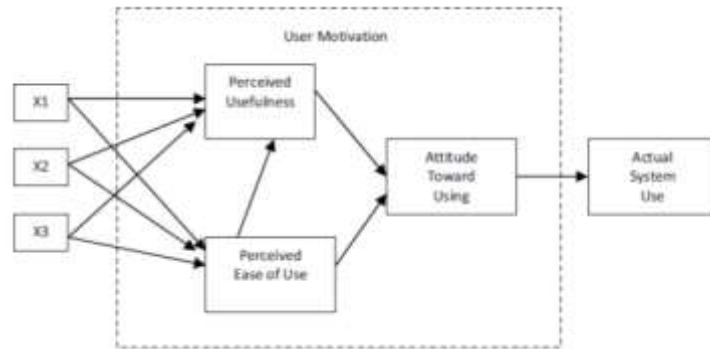 User Motivation
X1
X2
X3
Perceived
Usefulness
Perceived
Ease of Use
Attitude
Toward
Using
Actual
System
Use